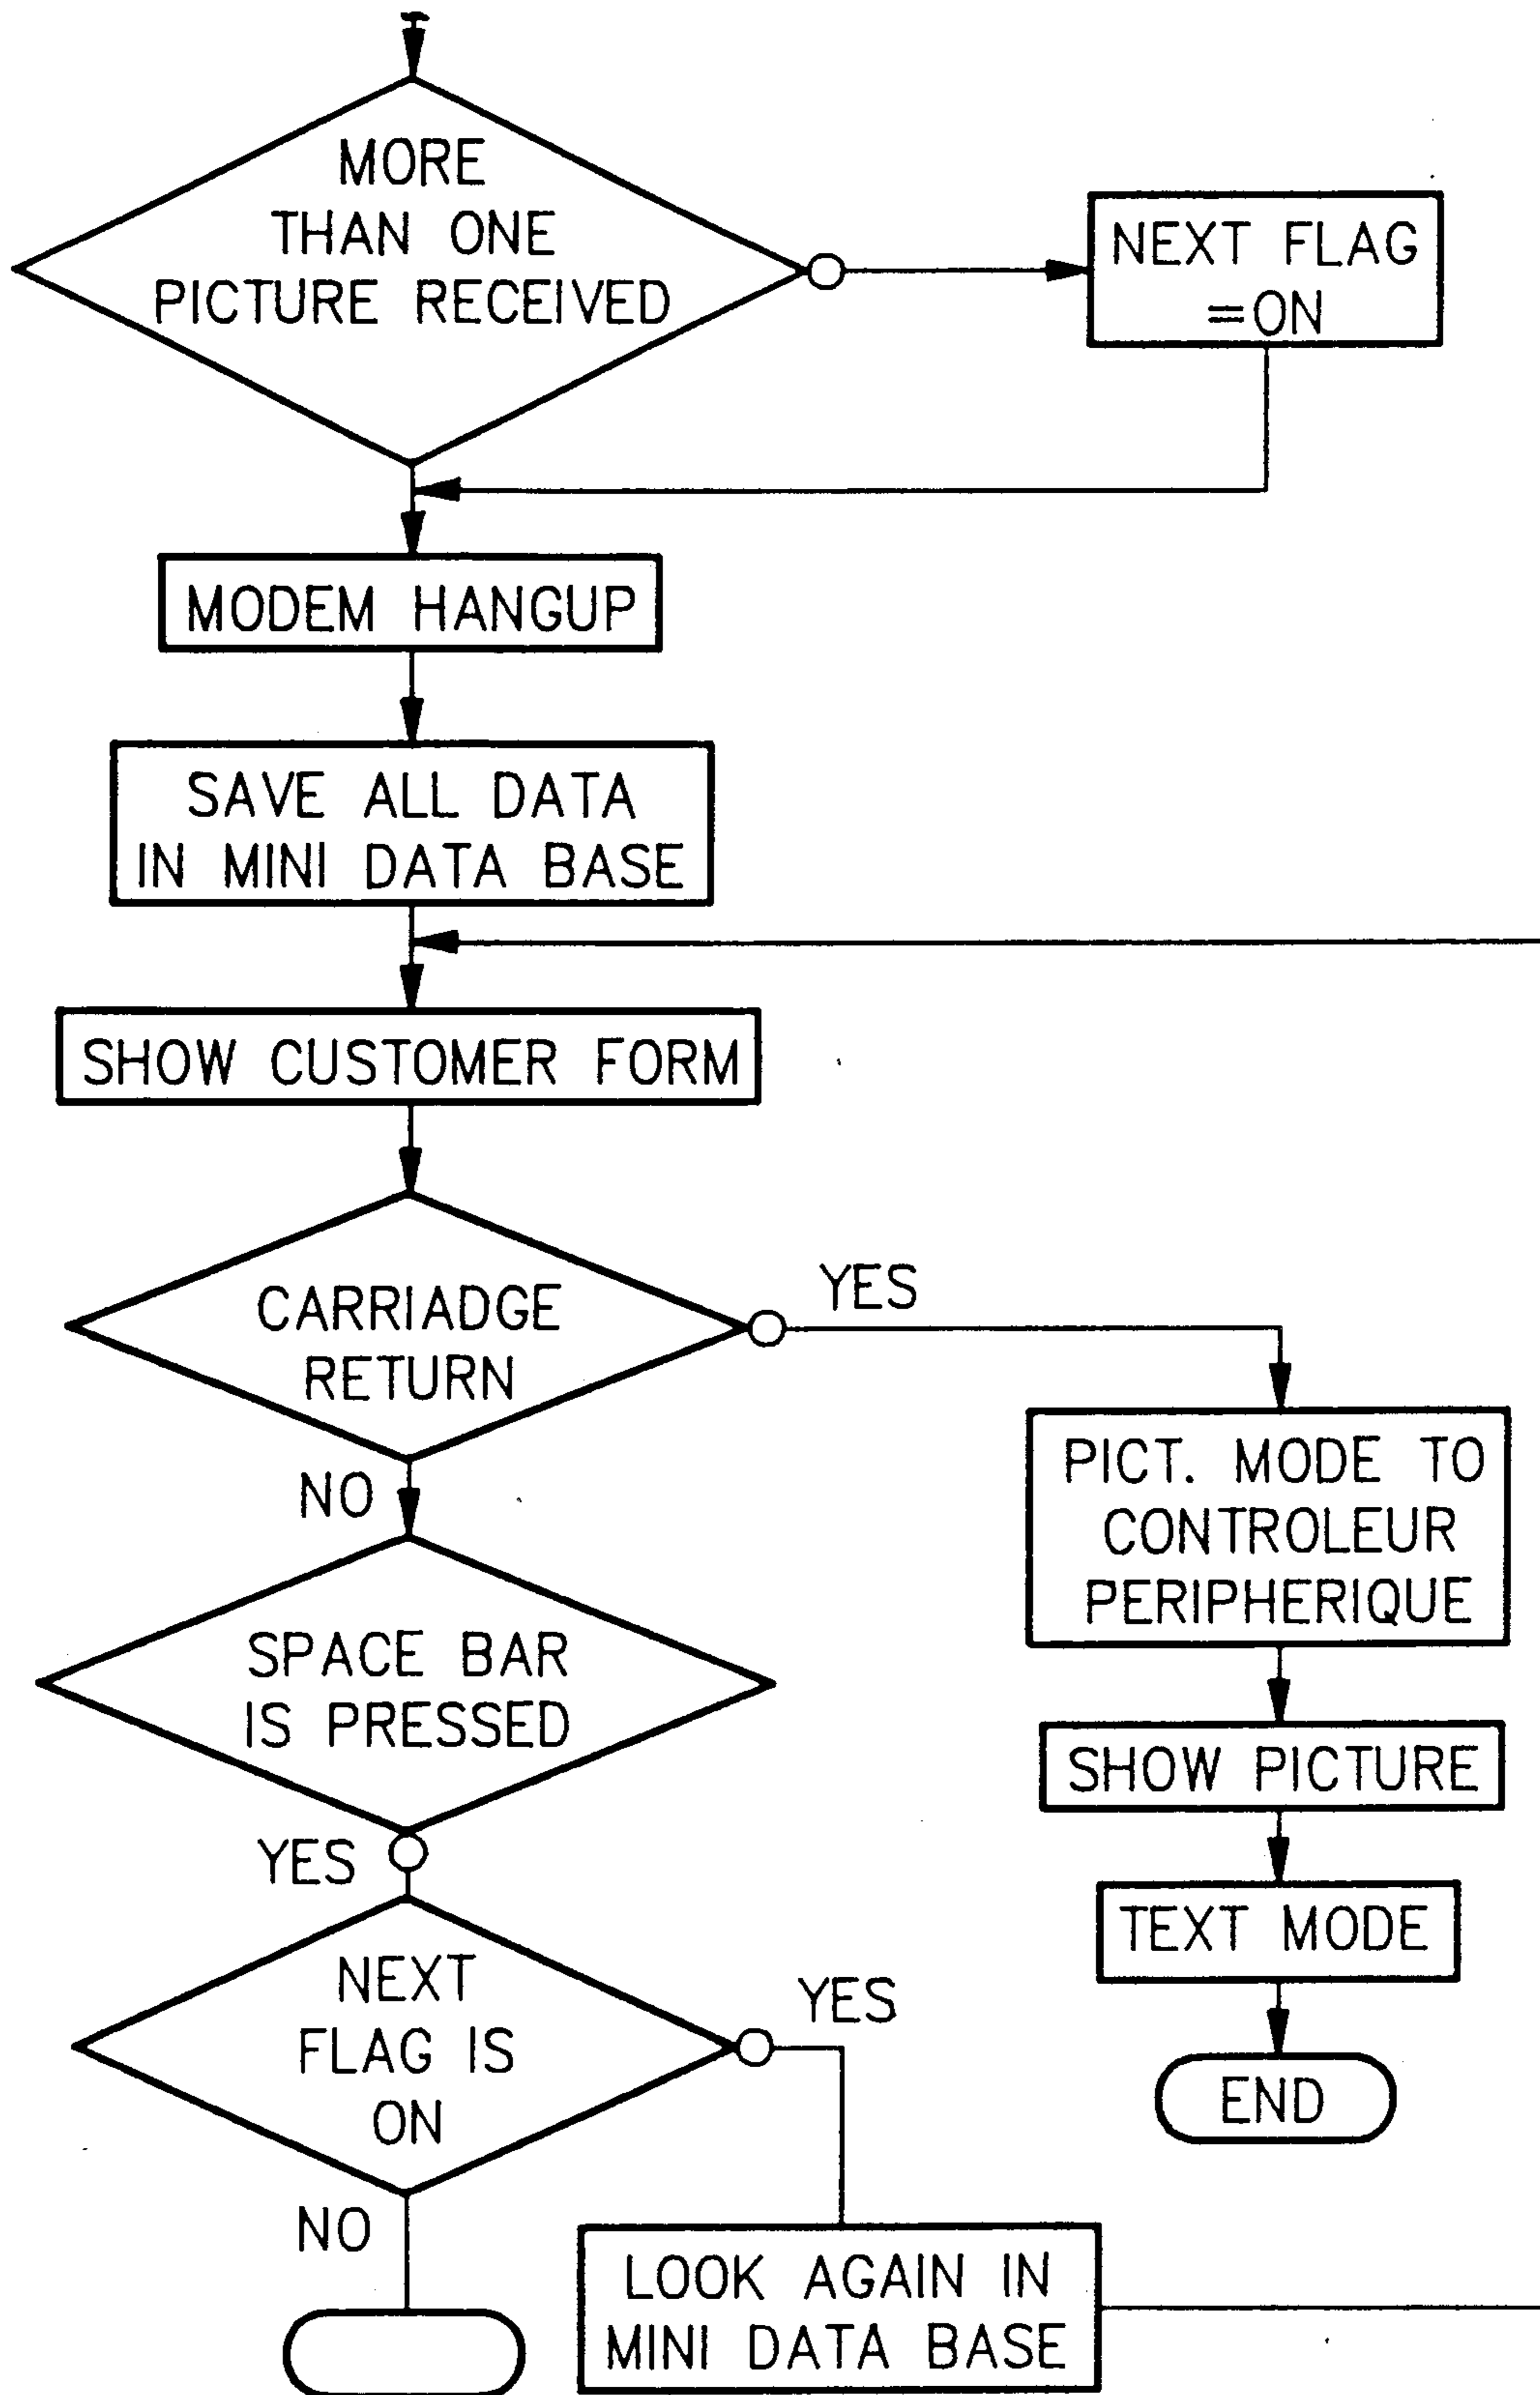 MORE
THAN ONE
PICTURE RECEIVED
NEXT FLAG
=ON
MODEM HANGUP
SAVE ALL DATA
IN MINI DATA BASE
SHOW CUSTOMER FORM
CARRIADGE
RETURN
YES
NO
PICT. MODE TO
CONTROLEUR
PERIPHERIQUE
SPACE BAR
IS PRESSED
SHOW PICTURE
YES
TEXT MODE
NEXT
FLAG IS
ON
YES
END
NO
LOOK AGAIN IN
MINI DATA BASE